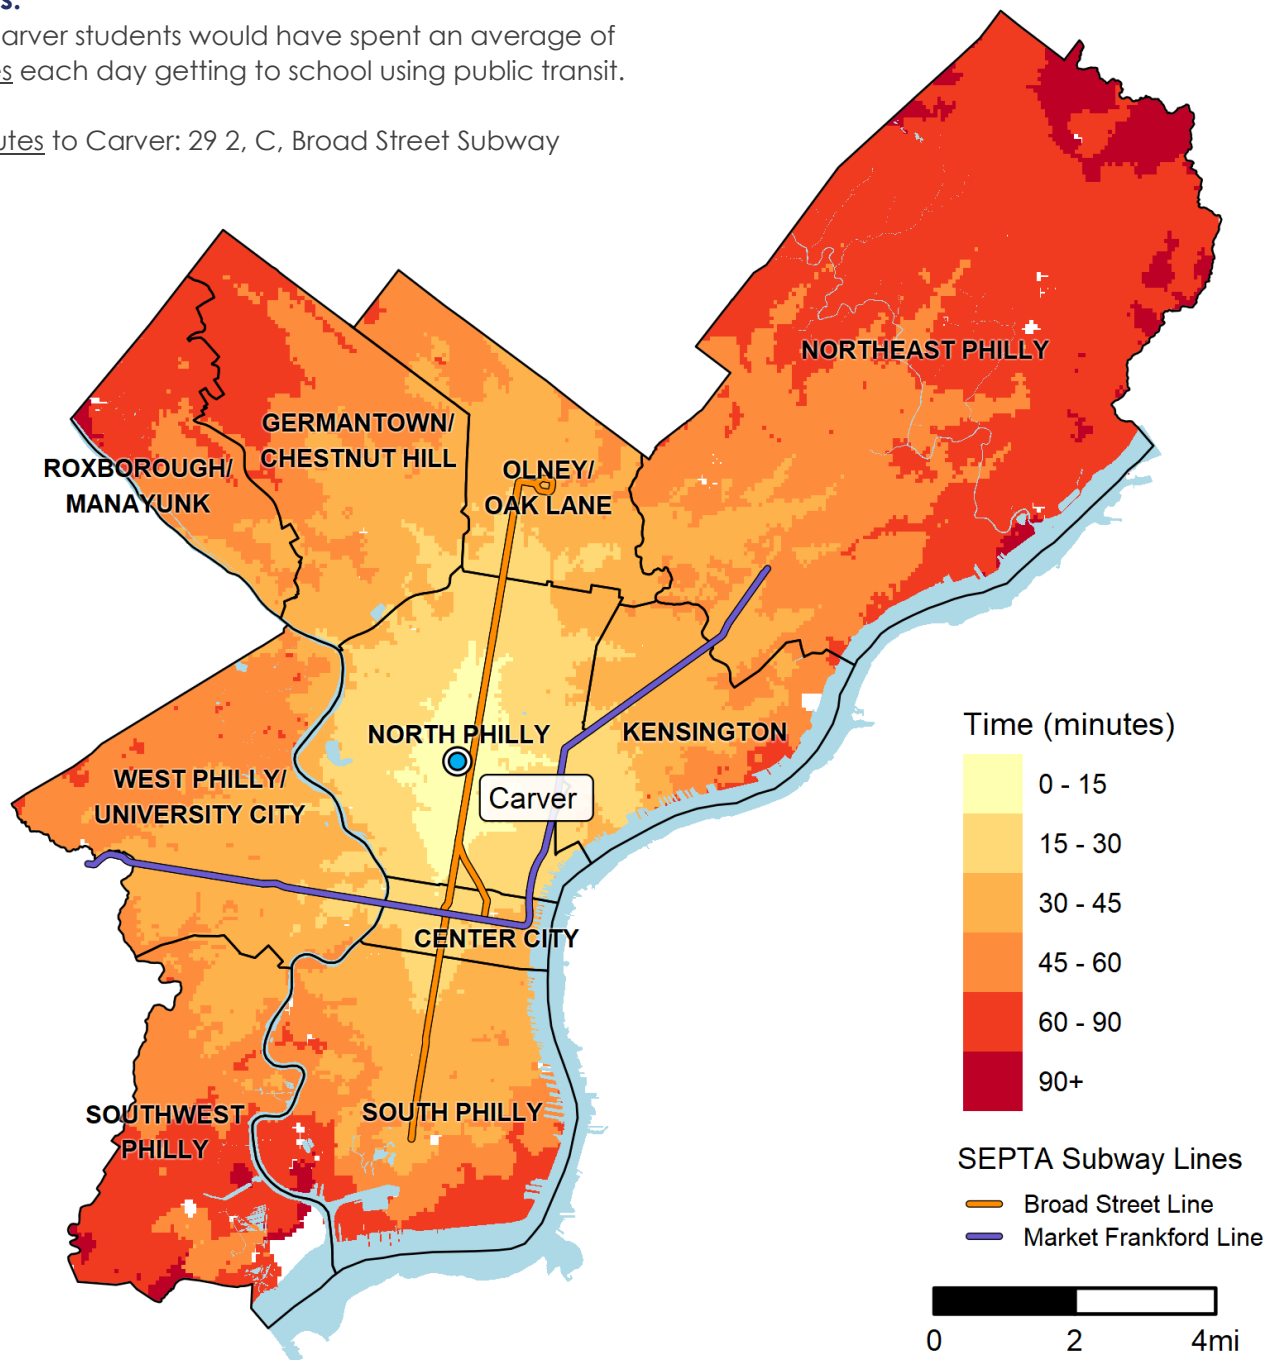 s.
arver students would have spent an average of
es each day getting to school using public transit.
utes to Carver: 29 2, C, Broad Street Subway
NORTHEAST PHILLY
GERMANTOWN/
CHESTNUT HILL
ROXBOROUGH/
MANAYUNK
OLNEY/
OAK LANE
NORTH PHILLY
KENSINGTON
WEST PHILLY/
UNIVERSITY CITY
Carver
CENTER CITY
SOUTHWEST
PHILLY
SOUTH PHILLY
Time (minutes)
0 - 15
15 - 30
30 - 45
45 - 60
60 - 90
90+
SEPTA Subway Lines
Broad Street Line
Market Frankford Line
0 2 4mi